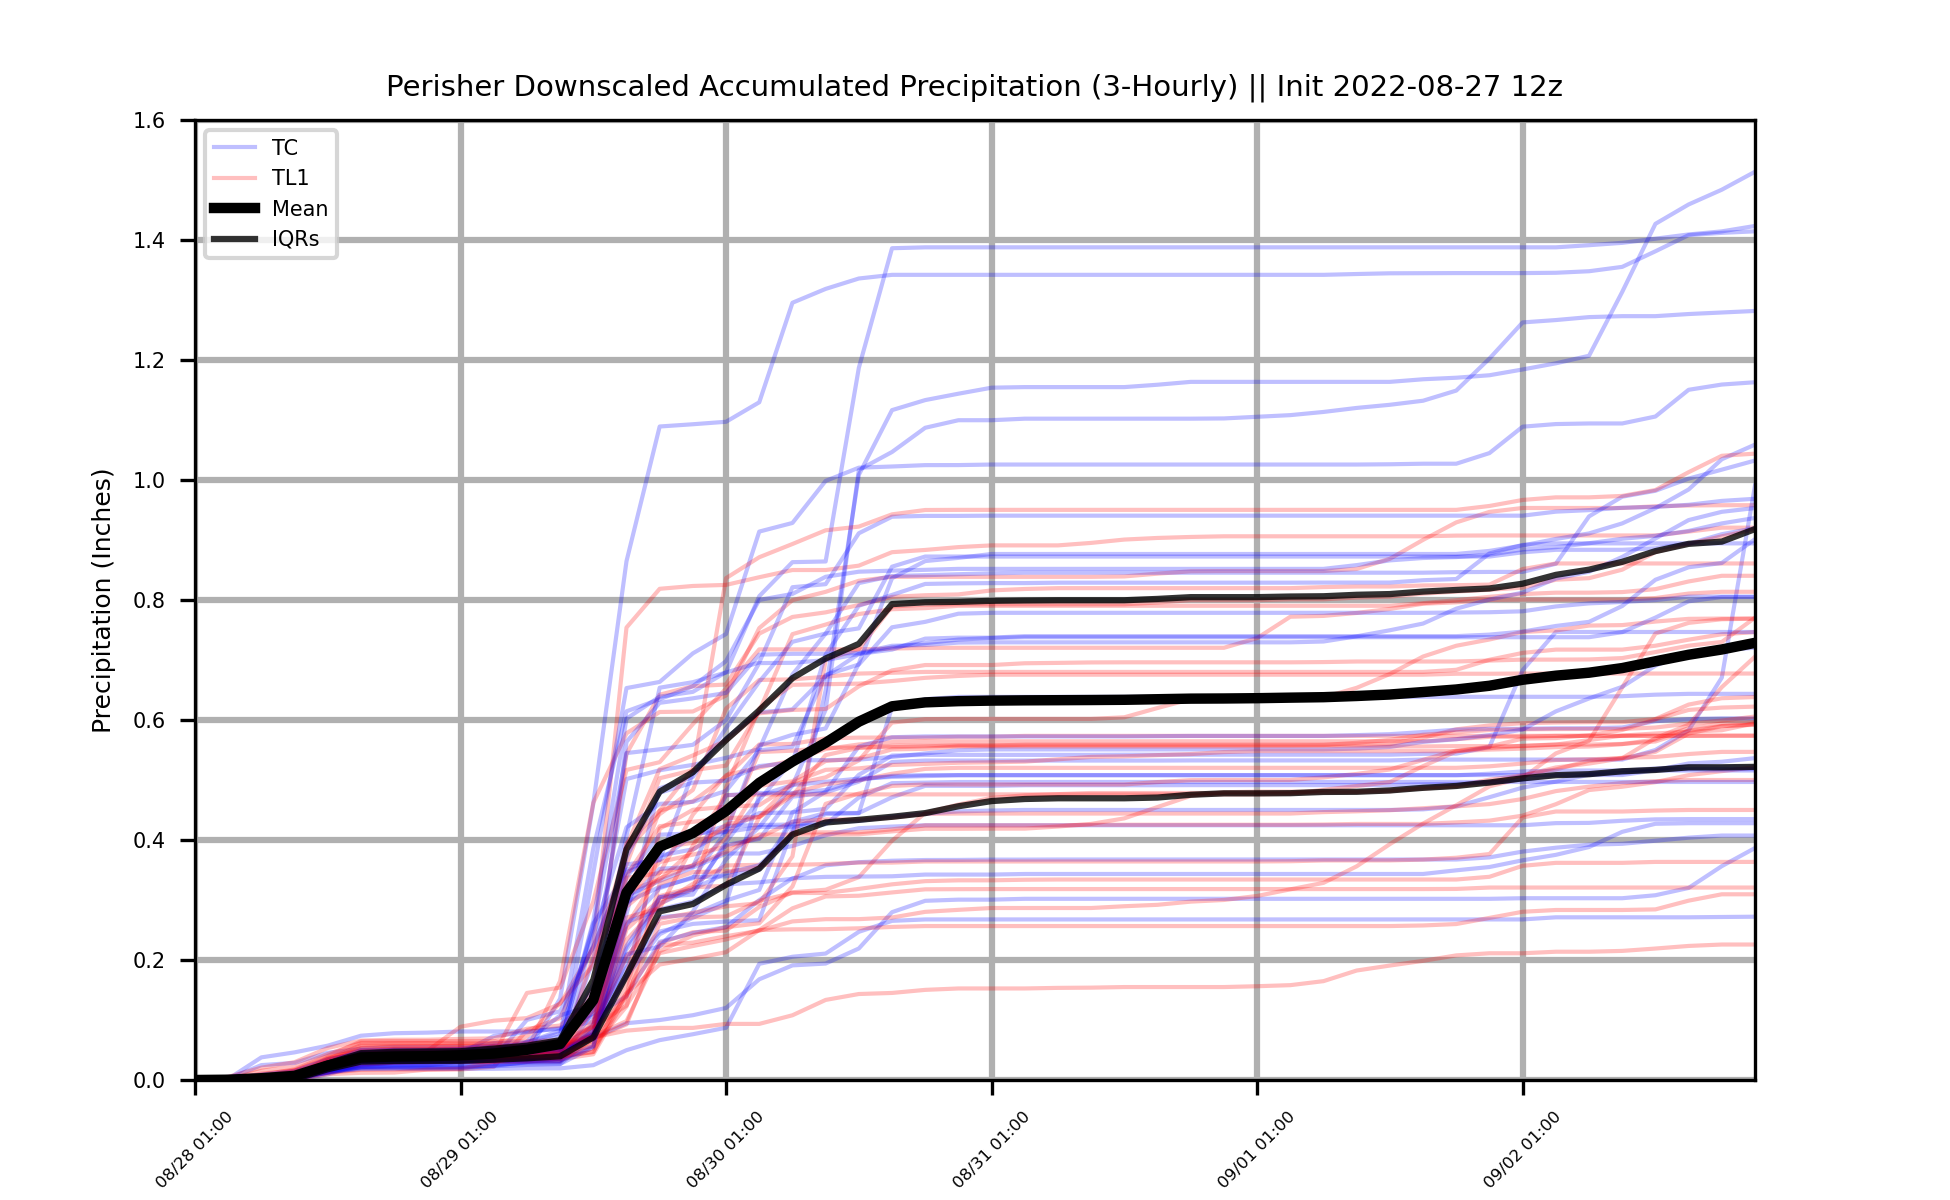 Perisher Downscaled Accumulated Precipitation (3-Hourly) || Init 2022-08-27 12z
Precipitation (Inches)
1.6
1.4
1.2
1.0
0.8
0.6
0.4
0.2
0.0
TC
TL1
Mean
IQRs
08/28 01:00
08/29 01:00
08/30 01:00
08/31 01:00
09/01 01:00
09/02 01:00